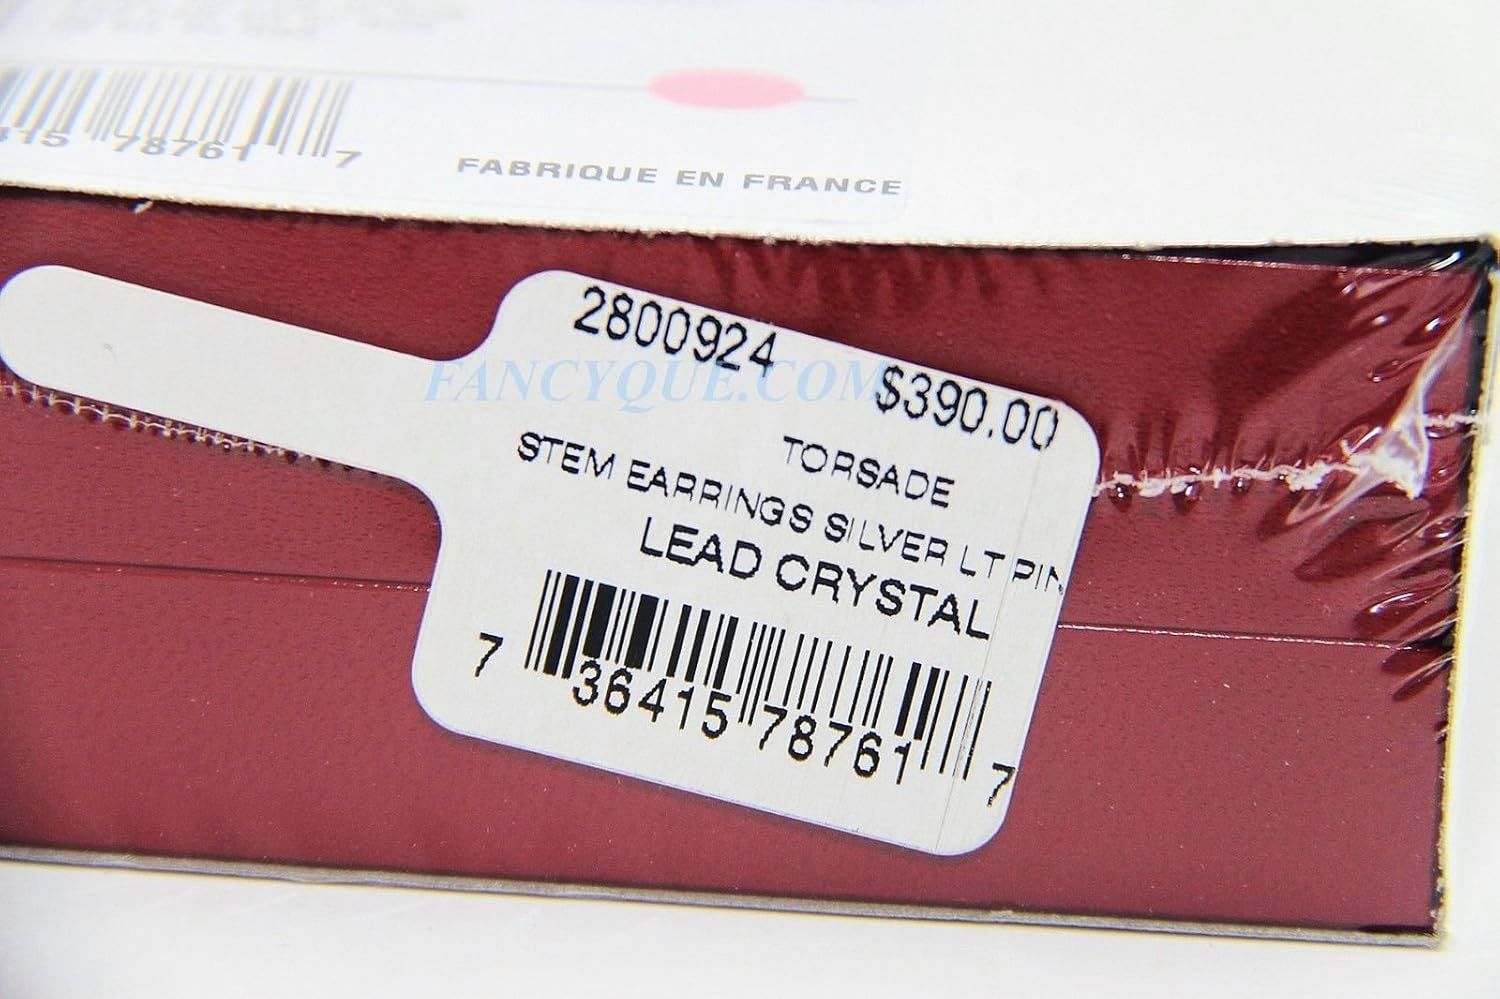 78761 7
FABRIQUE EN FRANCE
2800924
$390.00
FANCYQUE.COM
TORSADE
STEM EARRINGS SILVER LT PIN
LEAD CRYSTAL
7 36415 78761 7